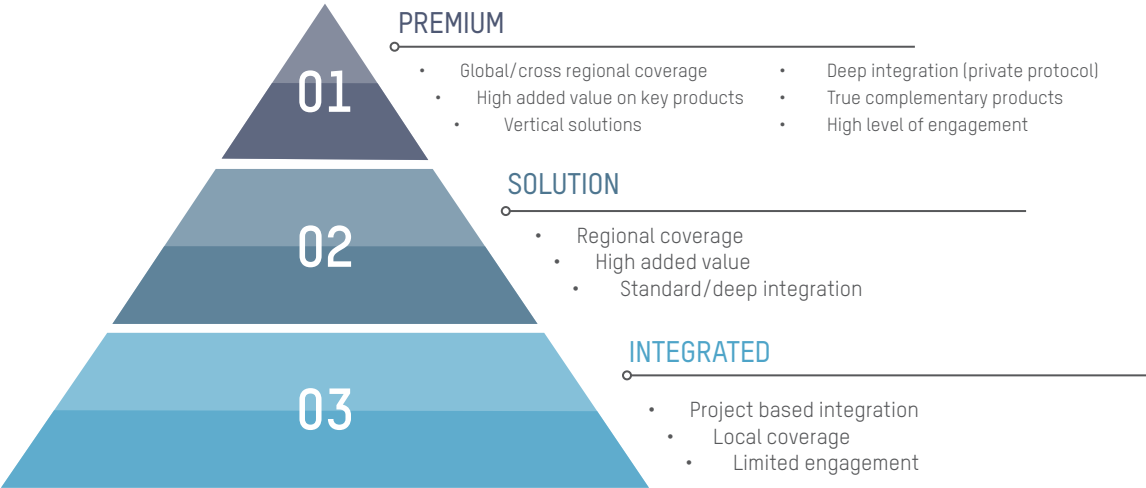 PREMIUM
01
• Global/cross regional coverage
• High added value on key products
• Vertical solutions
• Deep integration (private protocol)
• True complementary products
• High level of engagement
SOLUTION
02
• Regional coverage
• High added value
• Standard/deep integration
INTEGRATED
03
• Project based integration
• Local coverage
• Limited engagement